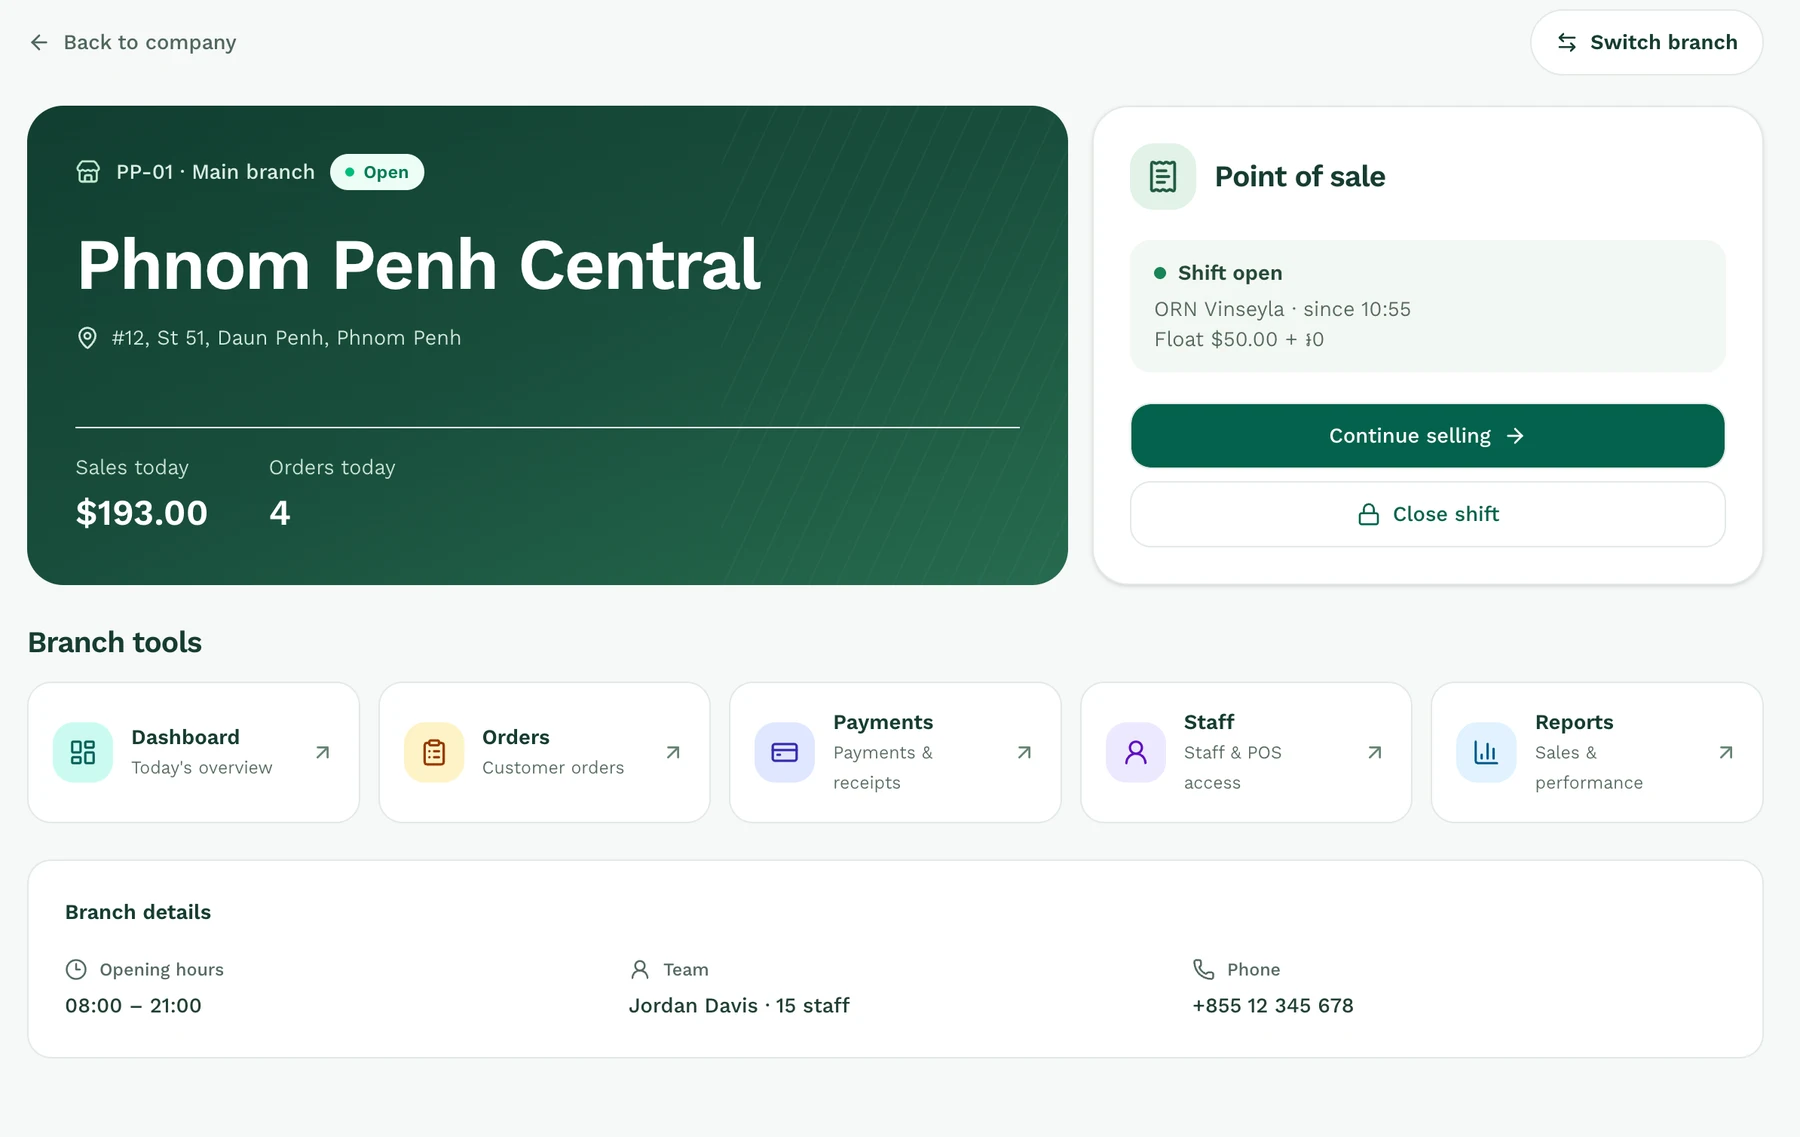 Back to company
Switch branch
PP-01 · Main branch
Open
Phnom Penh Central
#12, St 51, Daun Penh, Phnom Penh
Sales today
$193.00
Orders today
4
Point of sale
Shift open
ORN Vinseyla · since 10:55
Float $50.00 + ៛0
Continue selling
Close shift
Branch tools
Dashboard
Today's overview
Orders
Customer orders
Payments
Payments &
receipts
Staff
Staff & POS
access
Reports
Sales &
performance
Branch details
Opening hours
08:00 – 21:00
Team
Jordan Davis · 15 staff
Phone
+855 12 345 678